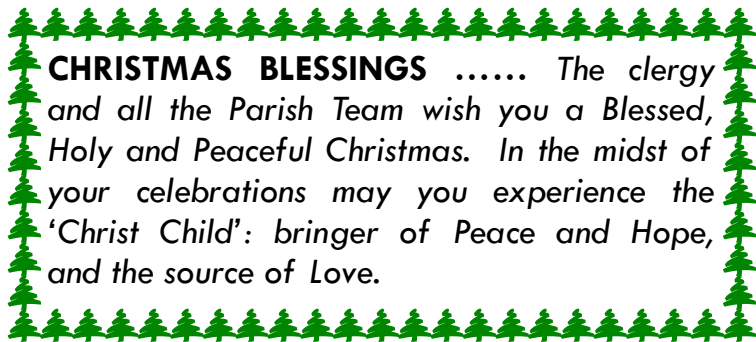 CHRISTMAS BLESSINGS …… The clergy
and all the Parish Team wish you a Blessed,
Holy and Peaceful Christmas. In the midst of
your celebrations may you experience the
‘Christ Child’: bringer of Peace and Hope,
and the source of Love.